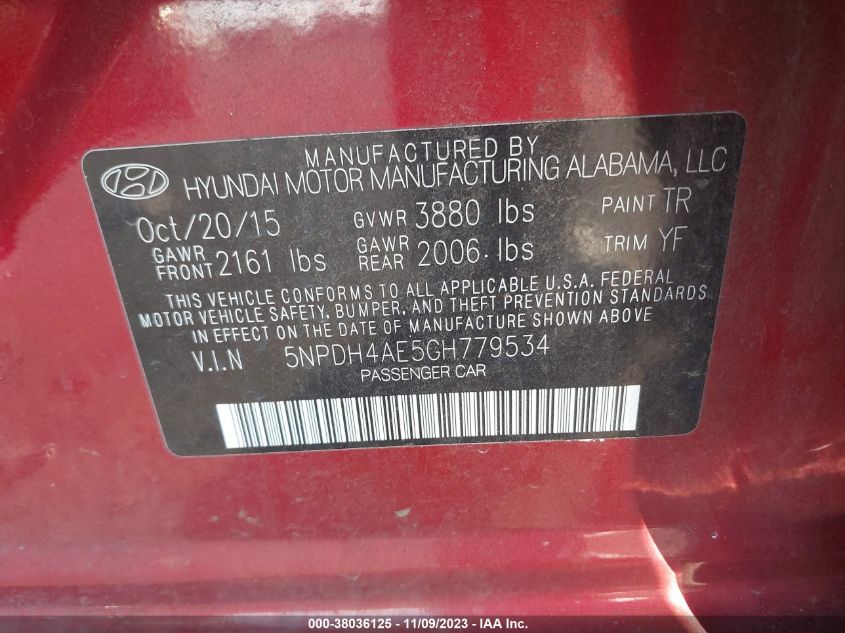 MANUFACTURED BY
HYUNDAI MOTOR MANUFACTURING ALABAMA, LLC
Oct/20/15 GVWR 3880 lbs PAINT TR
GAWR FRONT 2161 lbs GAWR REAR 2006 lbs TRIM YF
THIS VEHICLE CONFORMS TO ALL APPLICABLE U.S.A. FEDERAL
MOTOR VEHICLE SAFETY, BUMPER, AND THEFT PREVENTION STANDARDS
IN EFFECT ON THE DATE OF MANUFACTURE SHOWN ABOVE
V.I.N 5NPDH4AE5GH779534
PASSENGER CAR
000-38036125 - 11/09/2023 - IAA Inc.